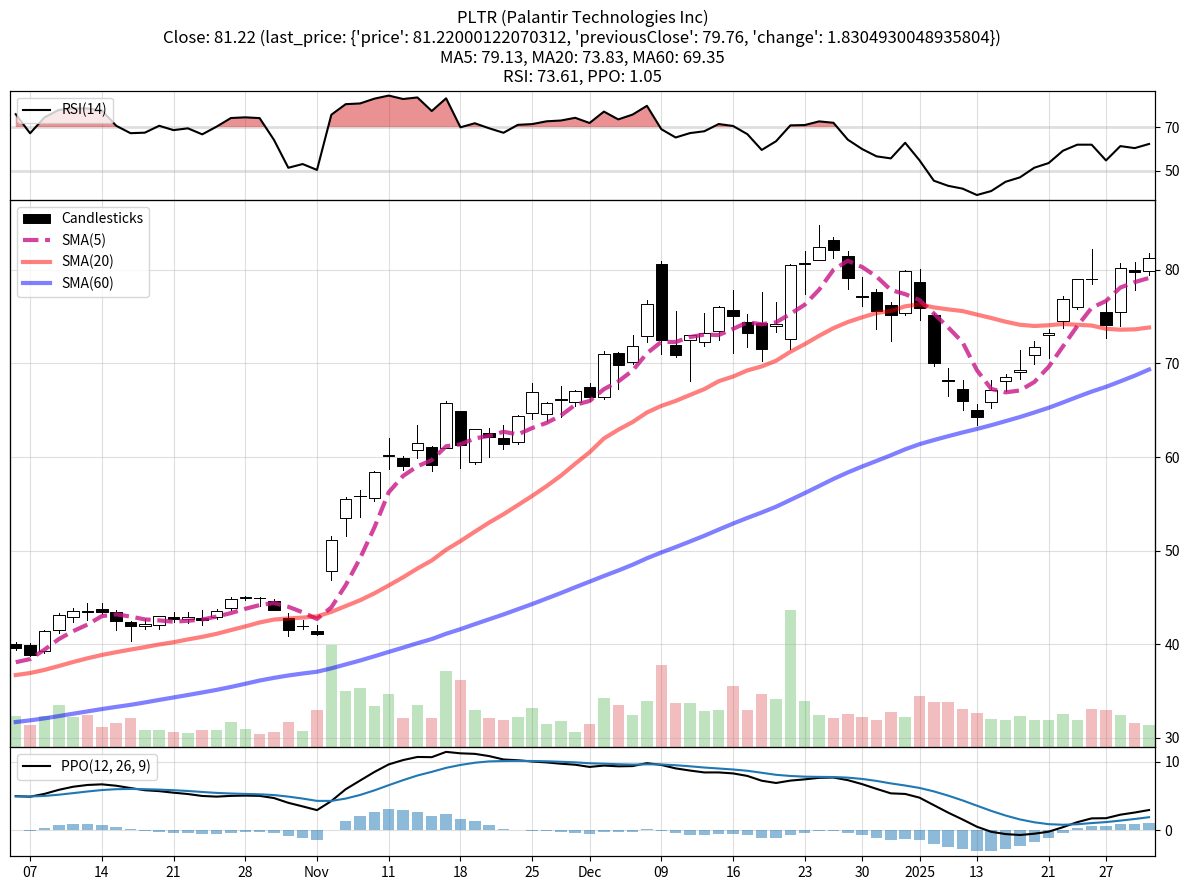 PLTR (Palantir Technologies Inc)
Close: 81.22 (last_price: {'price': 81.22000122070312, 'previousClose': 79.76, 'change': 1.8304930048935804})
MA5: 79.13, MA20: 73.83, MA60: 69.35
RSI: 73.61, PPO: 1.05
RSI(14)
70
50
Candlesticks
SMA(5)
SMA(20)
SMA(60)
80
70
60
50
40
30
PPO(12, 26, 9)
10
0
07 14 21 28 Nov 11 18 25 Dec 09 16 23 30 2025 13 21 27